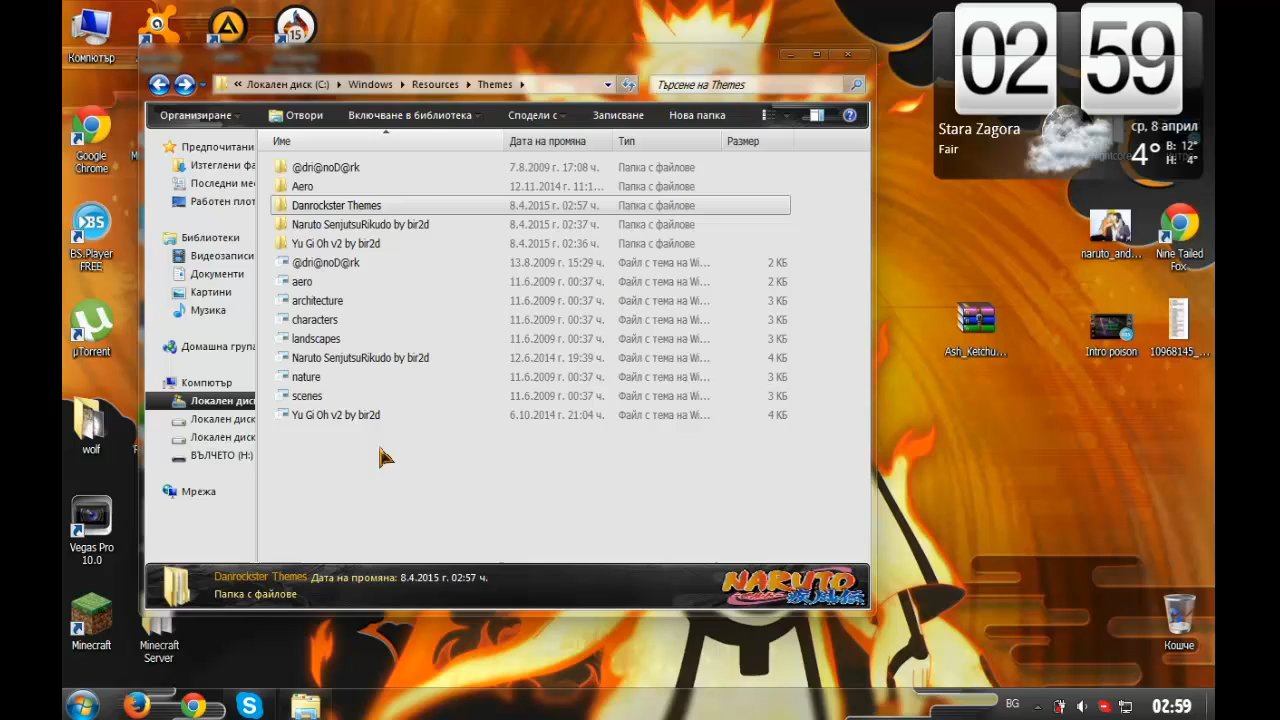 Компютър
Google Chrome
BS.Player FREE
µTorrent
wolf
Vegas Pro 10.0
Minecraft
Minecraft Server
« Локален диск (C:) Windows Resources Themes
Търсене на Themes
Организиране Отвори Включване в библиотека Сподели с Записване Нова папка
Предпочитани
Изтеглени фа
Последни ме
Работен плот
Библиотеки
Видеозаписи
Документи
Картини
Музика
Домашна група
Компютър
Локален диск
Локален диск
Локален диск
ВЪЛЧЕТО (H:)
Мрежа
Име Дата на промяна Тип Размер
@dri@noD@rk 7.8.2009 г. 17:08 ч. Папка с файлове
Aero 12.11.2014 г. 11:1... Папка с файлове
Danrockster Themes 8.4.2015 г. 02:57 ч. Папка с файлове
Naruto SenjutsuRikudo by bir2d 8.4.2015 г. 02:37 ч. Папка с файлове
Yu Gi Oh v2 by bir2d 8.4.2015 г. 02:36 ч. Папка с файлове
@dri@noD@rk 13.8.2009 г. 15:29 ч. Файл с тема на Wi... 2 КБ
aero 11.6.2009 г. 00:37 ч. Файл с тема на Wi... 2 КБ
architecture 11.6.2009 г. 00:37 ч. Файл с тема на Wi... 3 КБ
characters 11.6.2009 г. 00:37 ч. Файл с тема на Wi... 3 КБ
landscapes 11.6.2009 г. 00:37 ч. Файл с тема на Wi... 3 КБ
Naruto SenjutsuRikudo by bir2d 12.6.2014 г. 19:39 ч. Файл с тема на Wi... 4 КБ
nature 11.6.2009 г. 00:37 ч. Файл с тема на Wi... 3 КБ
scenes 11.6.2009 г. 00:37 ч. Файл с тема на Wi... 3 КБ
Yu Gi Oh v2 by bir2d 6.10.2014 г. 21:04 ч. Файл с тема на Wi... 4 КБ
Danrockster Themes Дата на промяна: 8.4.2015 г. 02:57 ч.
Папка с файлове
NARUTO
02 59
Stara Zagora
Fair
ср, 8 април
4° В: 12°
Н: 4°
naruto_and...
Nine Tailed Fox
Ash_Ketchu...
Intro poison
10968145_...
Кошче
BG
02:59